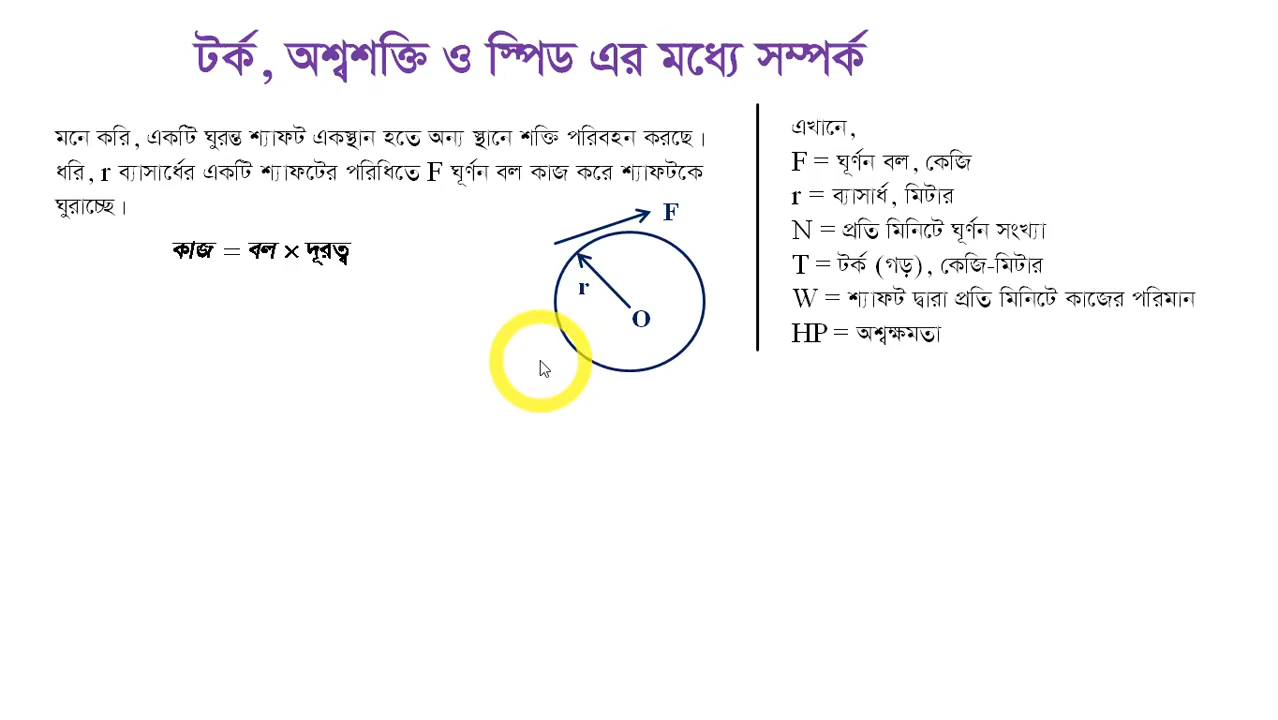 টর্ক, অশ্বশক্তি ও স্পিড এর মধ্যে সম্পর্ক
মনে করি, একটি ঘুরন্ত শ্যাফট একস্থান হতে অন্য স্থানে শক্তি পরিবহন করছে।
ধরি, r ব্যাসার্ধের একটি শ্যাফটের পরিধিতে F ঘূর্ণন বল কাজ করে শ্যাফটকে
ঘুরাচ্ছে।
কাজ = বল × দূরত্ব
F
r
O
এখানে,
F = ঘূর্ণন বল, কেজি
r = ব্যাসার্ধ, মিটার
N = প্রতি মিনিটে ঘূর্ণন সংখ্যা
T = টর্ক (গড়), কেজি-মিটার
W = শ্যাফট দ্বারা প্রতি মিনিটে কাজের পরিমান
HP = অশ্বক্ষমতা